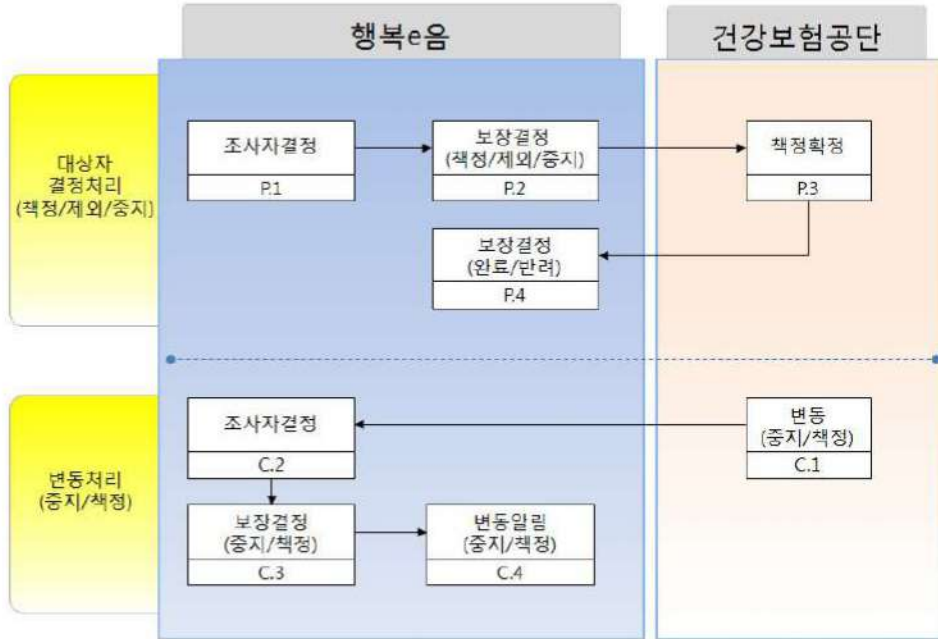 행복e음
건강보험공단
대상자
결정처리
(책정/제외/중지)
조사자결정
P.1
보장결정
(책정/제외/중지)
P.2
책정확정
P.3
보장결정
(완료/반려)
P.4
변동처리
(중지/책정)
조사자결정
C.2
변동
(중지/책정)
C.1
보장결정
(중지/책정)
C.3
변동알림
(중지/책정)
C.4